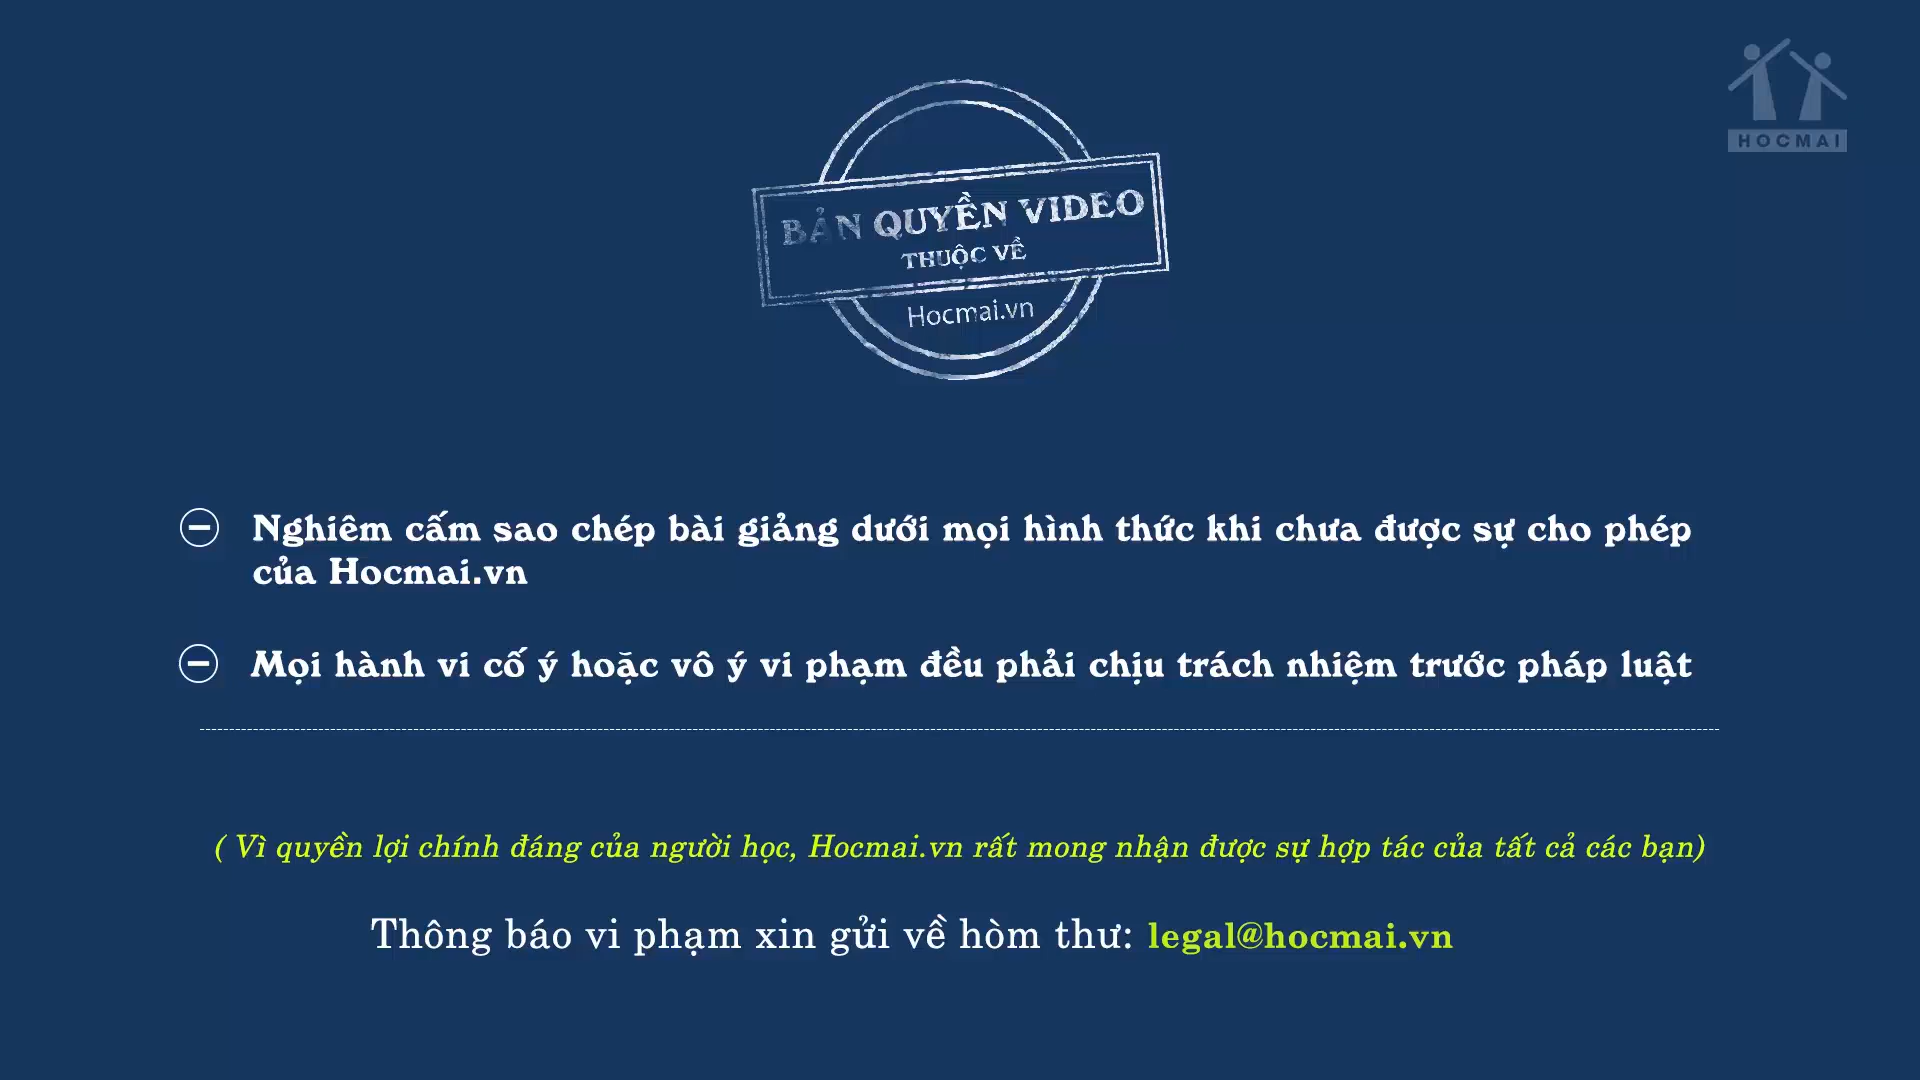 HOCMAI
BẢN QUYỀN VIDEO
THUỘC VỀ
Hocmai.vn
Nghiêm cấm sao chép bài giảng dưới mọi hình thức khi chưa được sự cho phép
của Hocmai.vn
Mọi hành vi cố ý hoặc vô ý vi phạm đều phải chịu trách nhiệm trước pháp luật
( Vì quyền lợi chính đáng của người học, Hocmai.vn rất mong nhận được sự hợp tác của tất cả các bạn)
Thông báo vi phạm xin gửi về hòm thư: legal@hocmai.vn